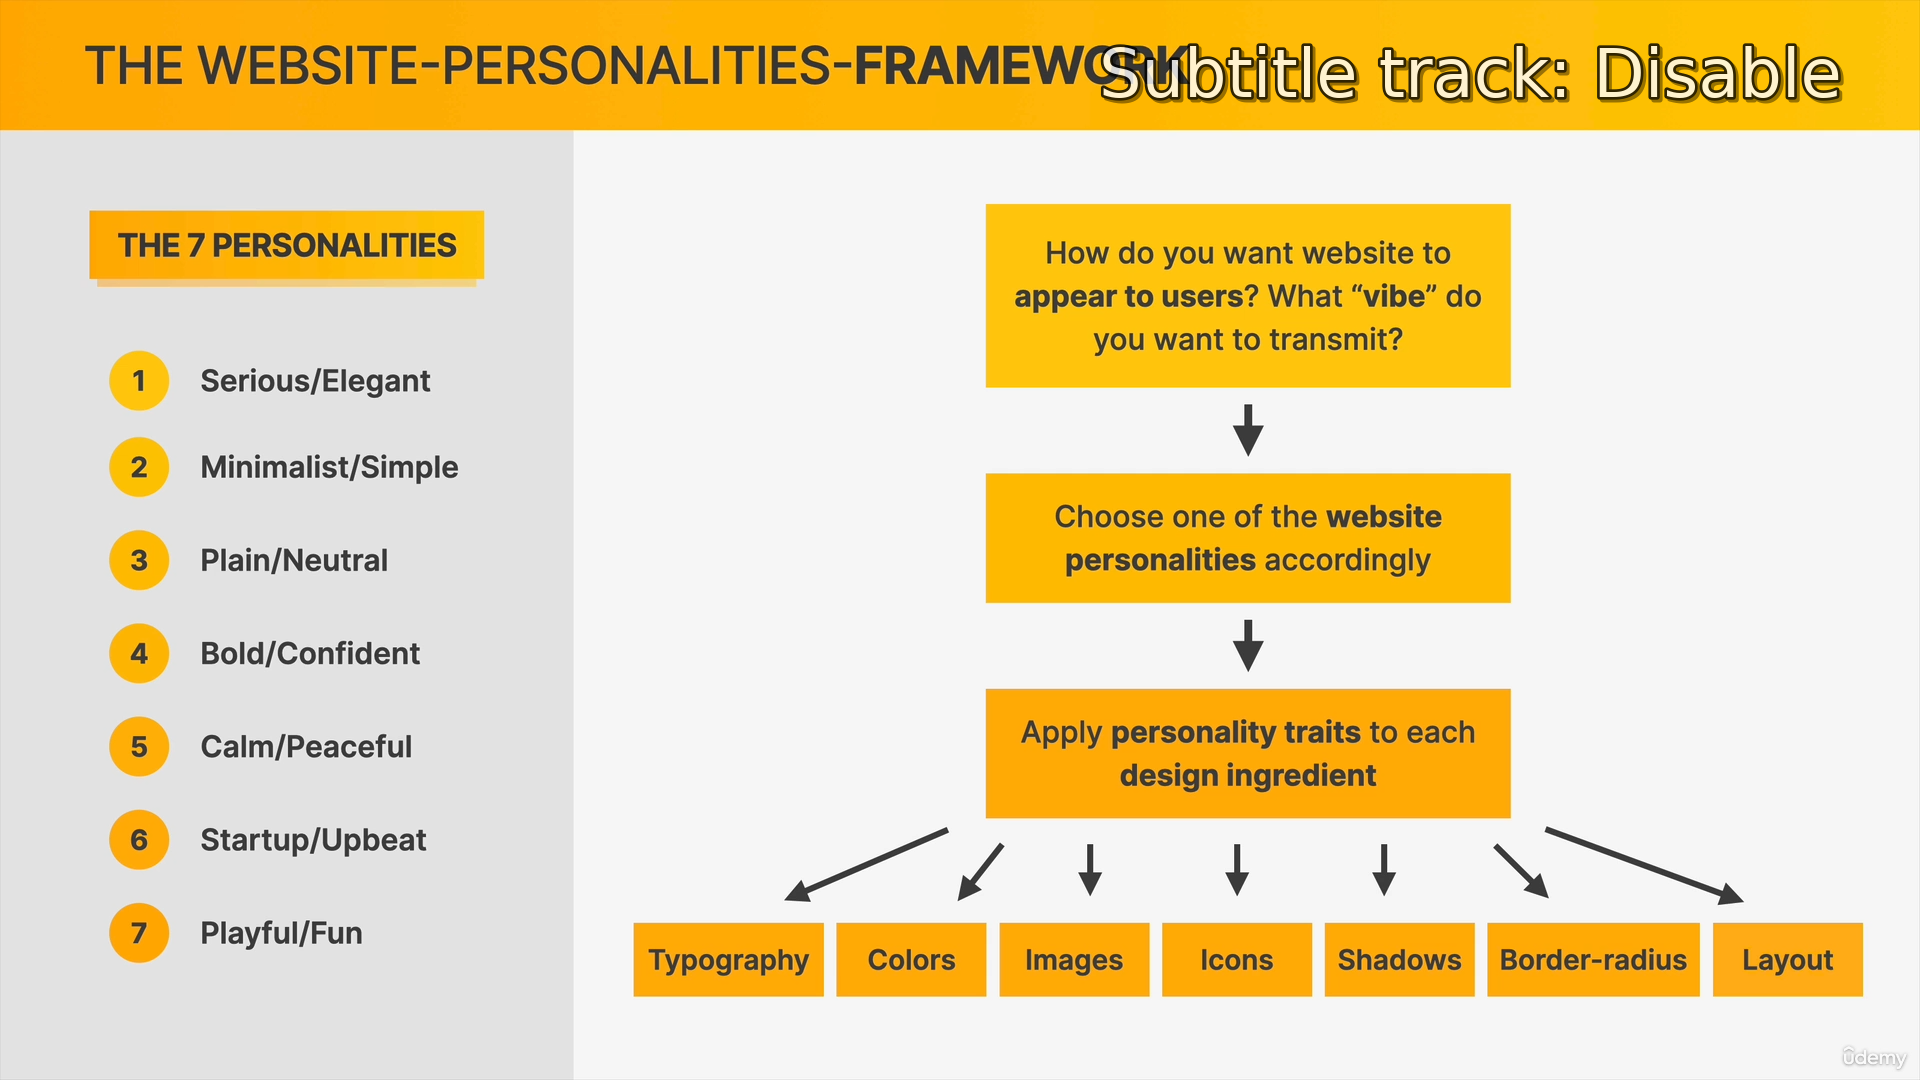 THE WEBSITE-PERSONALITIES-FRAMEWORK
Subtitle track: Disable
THE 7 PERSONALITIES
1 Serious/Elegant
2 Minimalist/Simple
3 Plain/Neutral
4 Bold/Confident
5 Calm/Peaceful
6 Startup/Upbeat
7 Playful/Fun
How do you want website to
appear to users? What “vibe” do
you want to transmit?
Choose one of the website
personalities accordingly
Apply personality traits to each
design ingredient
Typography Colors Images Icons Shadows Border-radius Layout
ûdemy